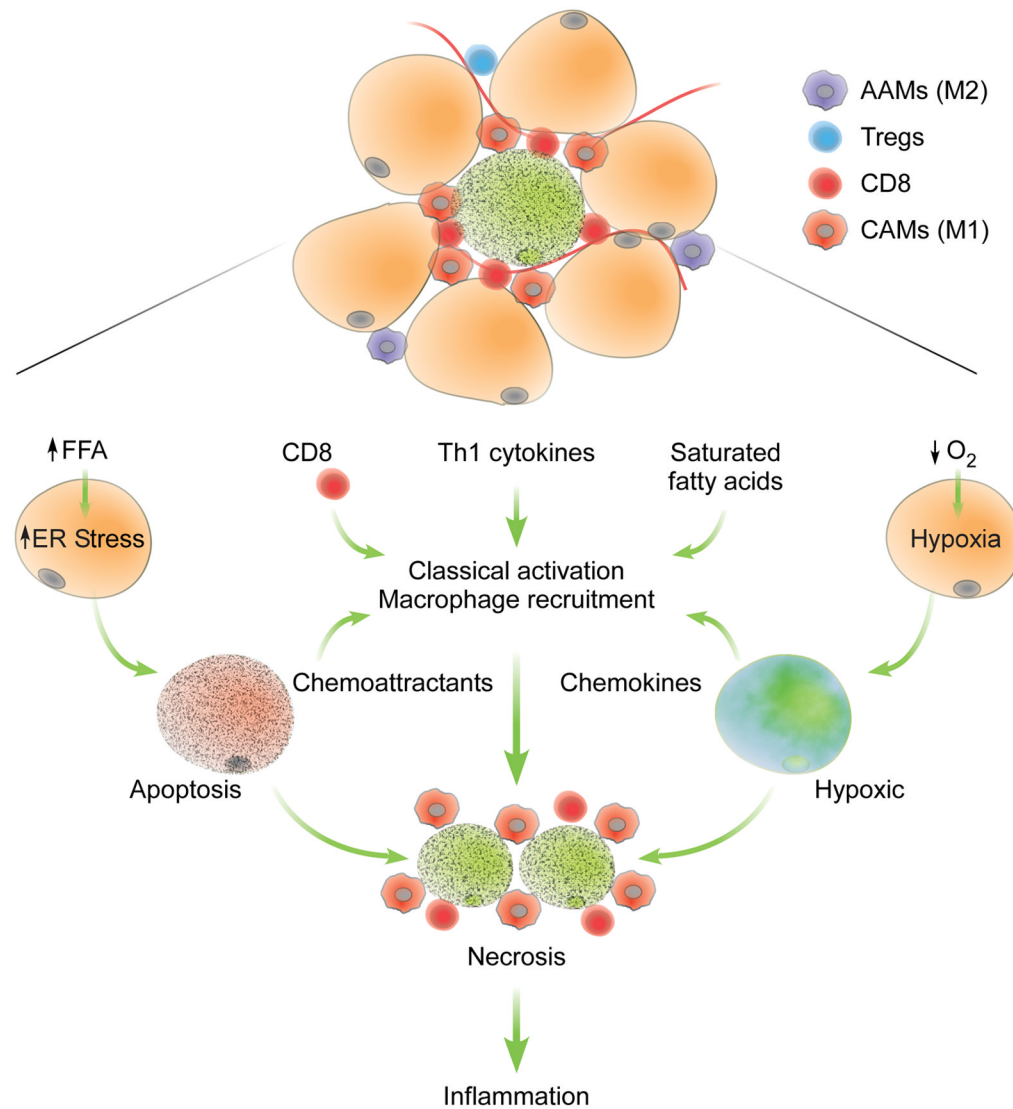 AAMs (M2)
Tregs
CD8
CAMs (M1)
↑FFA
CD8
Th1 cytokines
Saturated
fatty acids
↓ O₂
↑ER Stress
Hypoxia
Classical activation
Macrophage recruitment
Chemoattractants
Chemokines
Apoptosis
Hypoxic
Necrosis
Inflammation